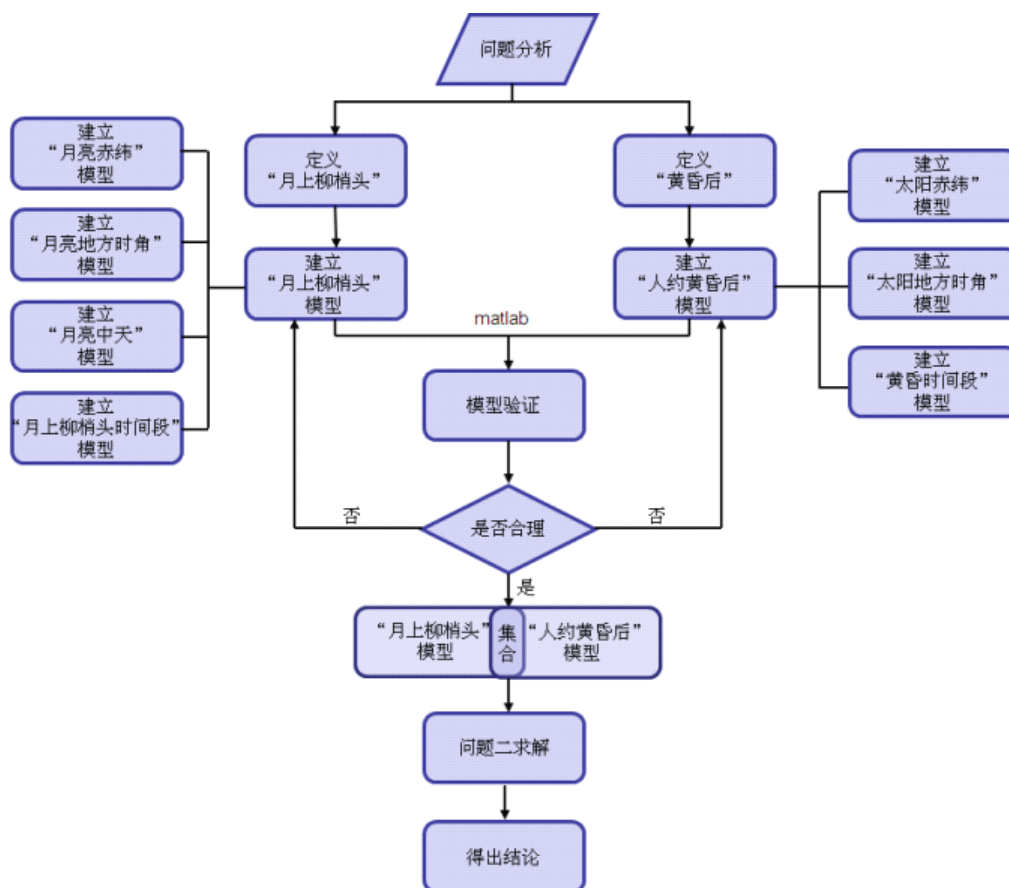 问题分析
定义
“月上柳梢头”
定义
“黄昏后”
建立
“月亮赤纬”
模型
建立
“月亮地方时角”
模型
建立
“月亮中天”
模型
建立
“月上柳梢头时间段”
模型
建立
“月上柳梢头”
模型
建立
“人约黄昏后”
模型
建立
“太阳赤纬”
模型
建立
“太阳地方时角”
模型
建立
“黄昏时间段”
模型
matlab
模型验证
是否合理
否
否
是
“月上柳梢头”
模型
集合
“人约黄昏后”
模型
问题二求解
得出结论